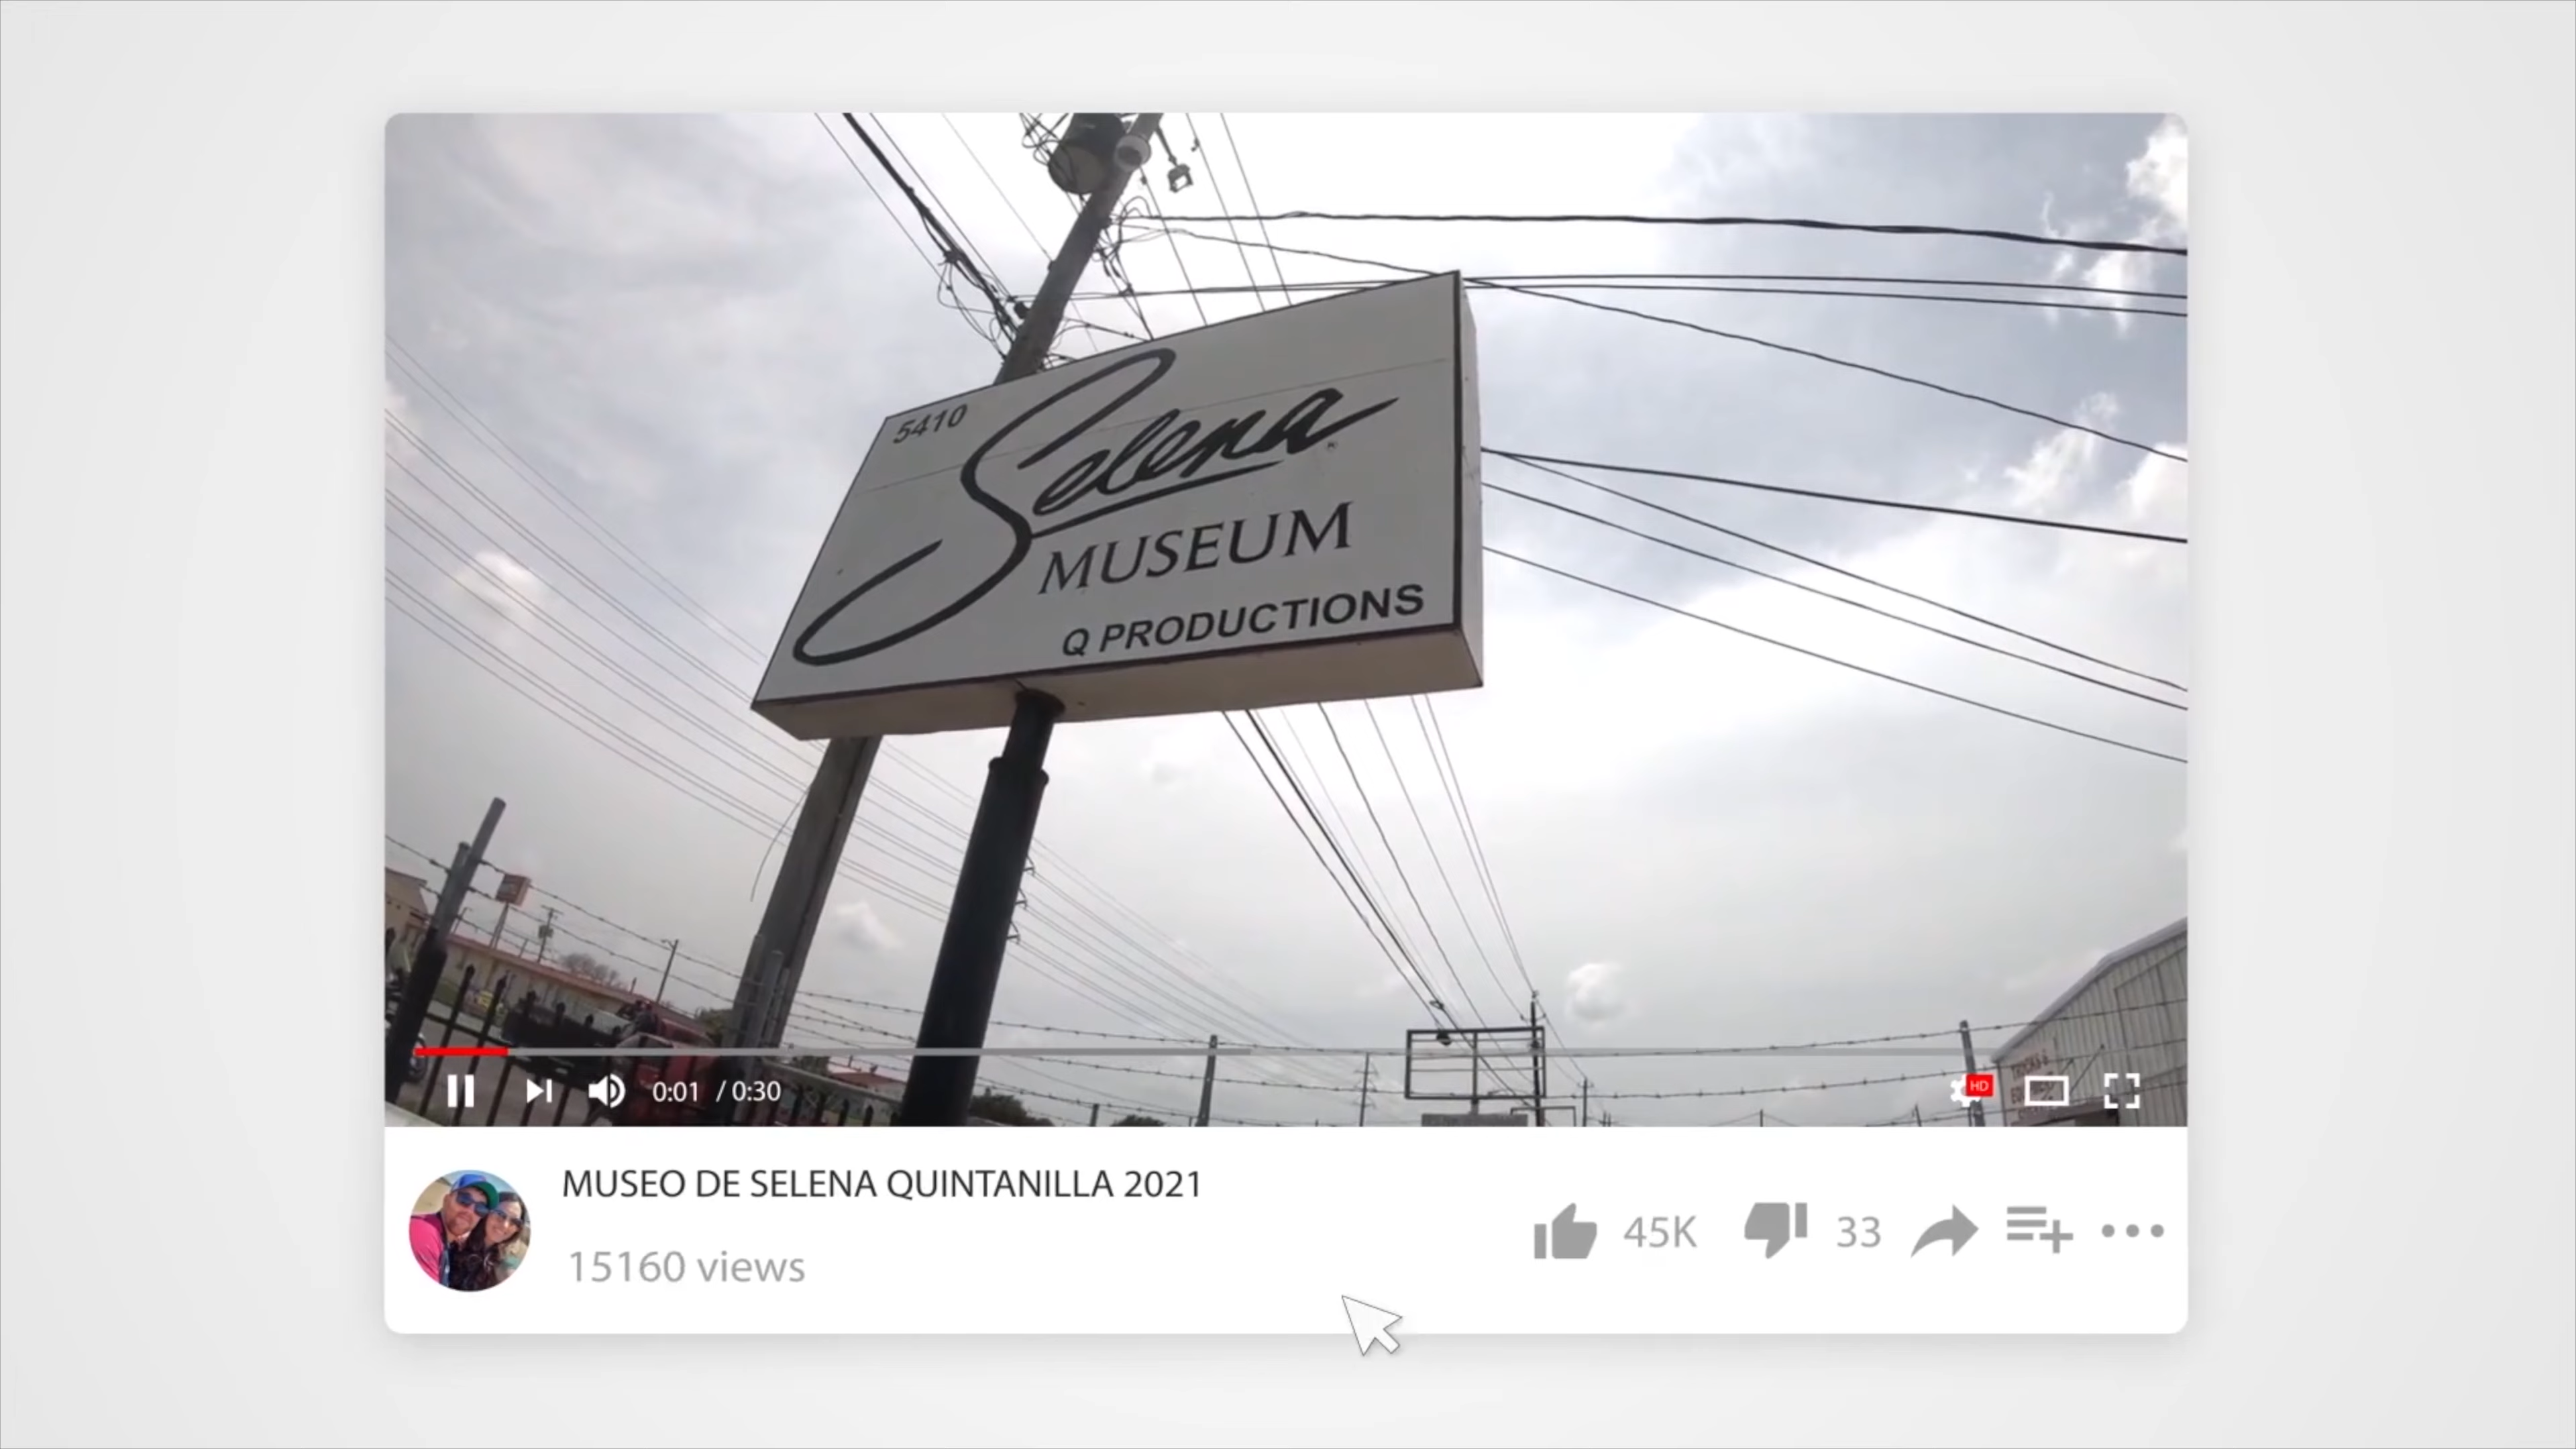 5410
Selena
MUSEUM
Q PRODUCTIONS
0:01 / 0:30
HD
MUSEO DE SELENA QUINTANILLA 2021
15160 views
45K
33